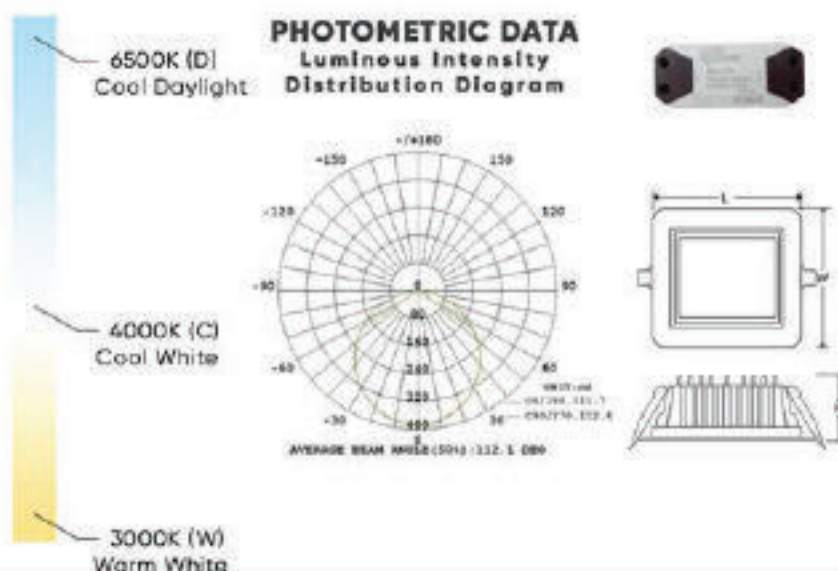 6500K (D)
Cool Daylight
4000K (C)
Cool White
3000K (W)
Warm White
PHOTOMETRIC DATA
Luminous Intensity
Distribution Diagram
-/+180
-150
150
-120
120
-90
90
-60
60
-30
30
0
80
160
240
320
400
0
AVERAGE BEAM ANGLE(50%):112.1 DEG
L
W